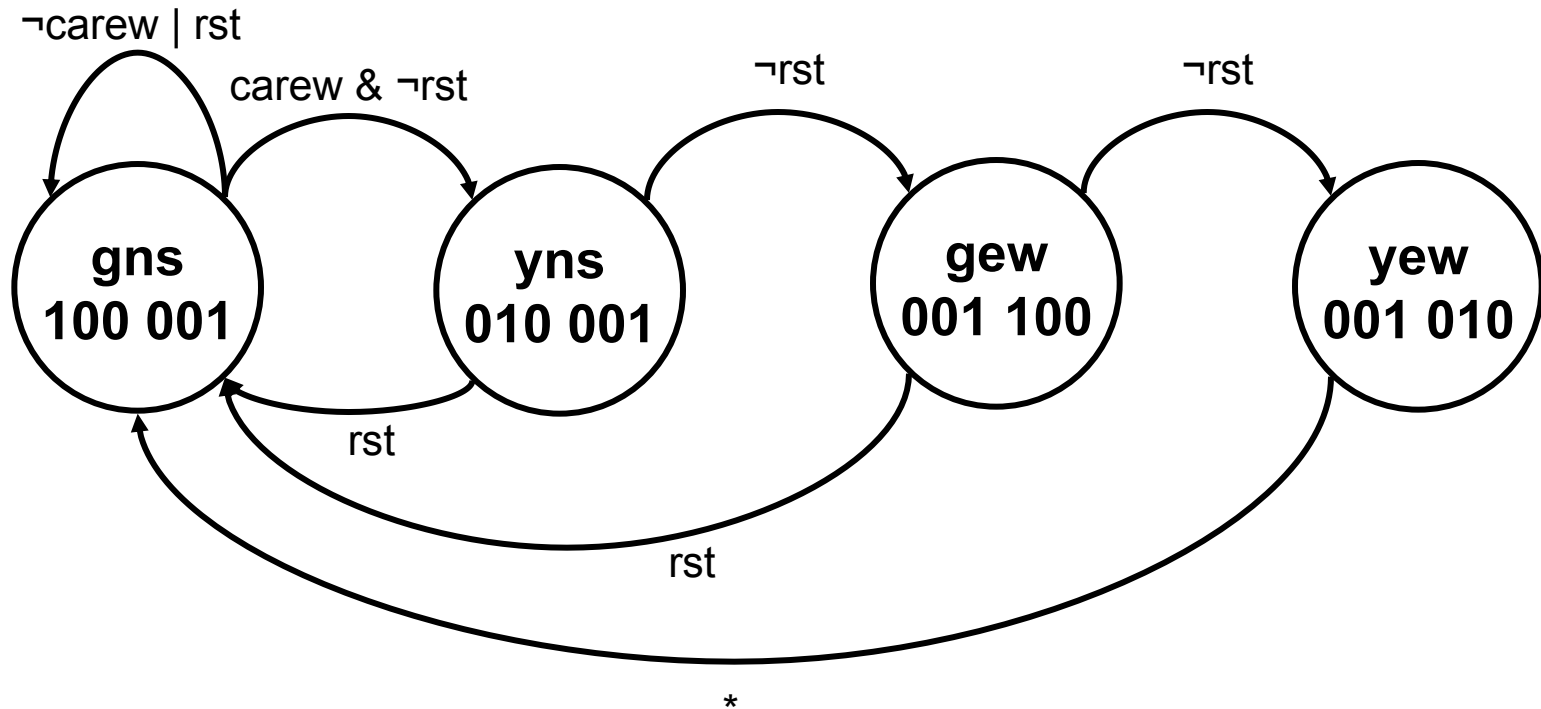 ¬carew | rst
carew & ¬rst
¬rst
¬rst
gns
100 001
yns
010 001
gew
001 100
yew
001 010
rst
rst
*